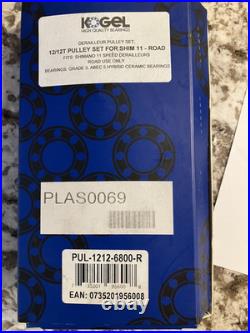 KOGEL
HIGH QUALITY BEARINGS
DERAILLEUR PULLEY SET:
12/12T PULLEY SET FOR SHIM 11 - ROAD
FITS: SHIMANO 11 SPEED DERAILLEURS
ROAD USE ONLY
BEARINGS: GRADE 3, ABEC 5 HYBRID CERAMIC BEARINGS
PLAS0069
PUL-1212-6800-R
EAN: 0735201956008